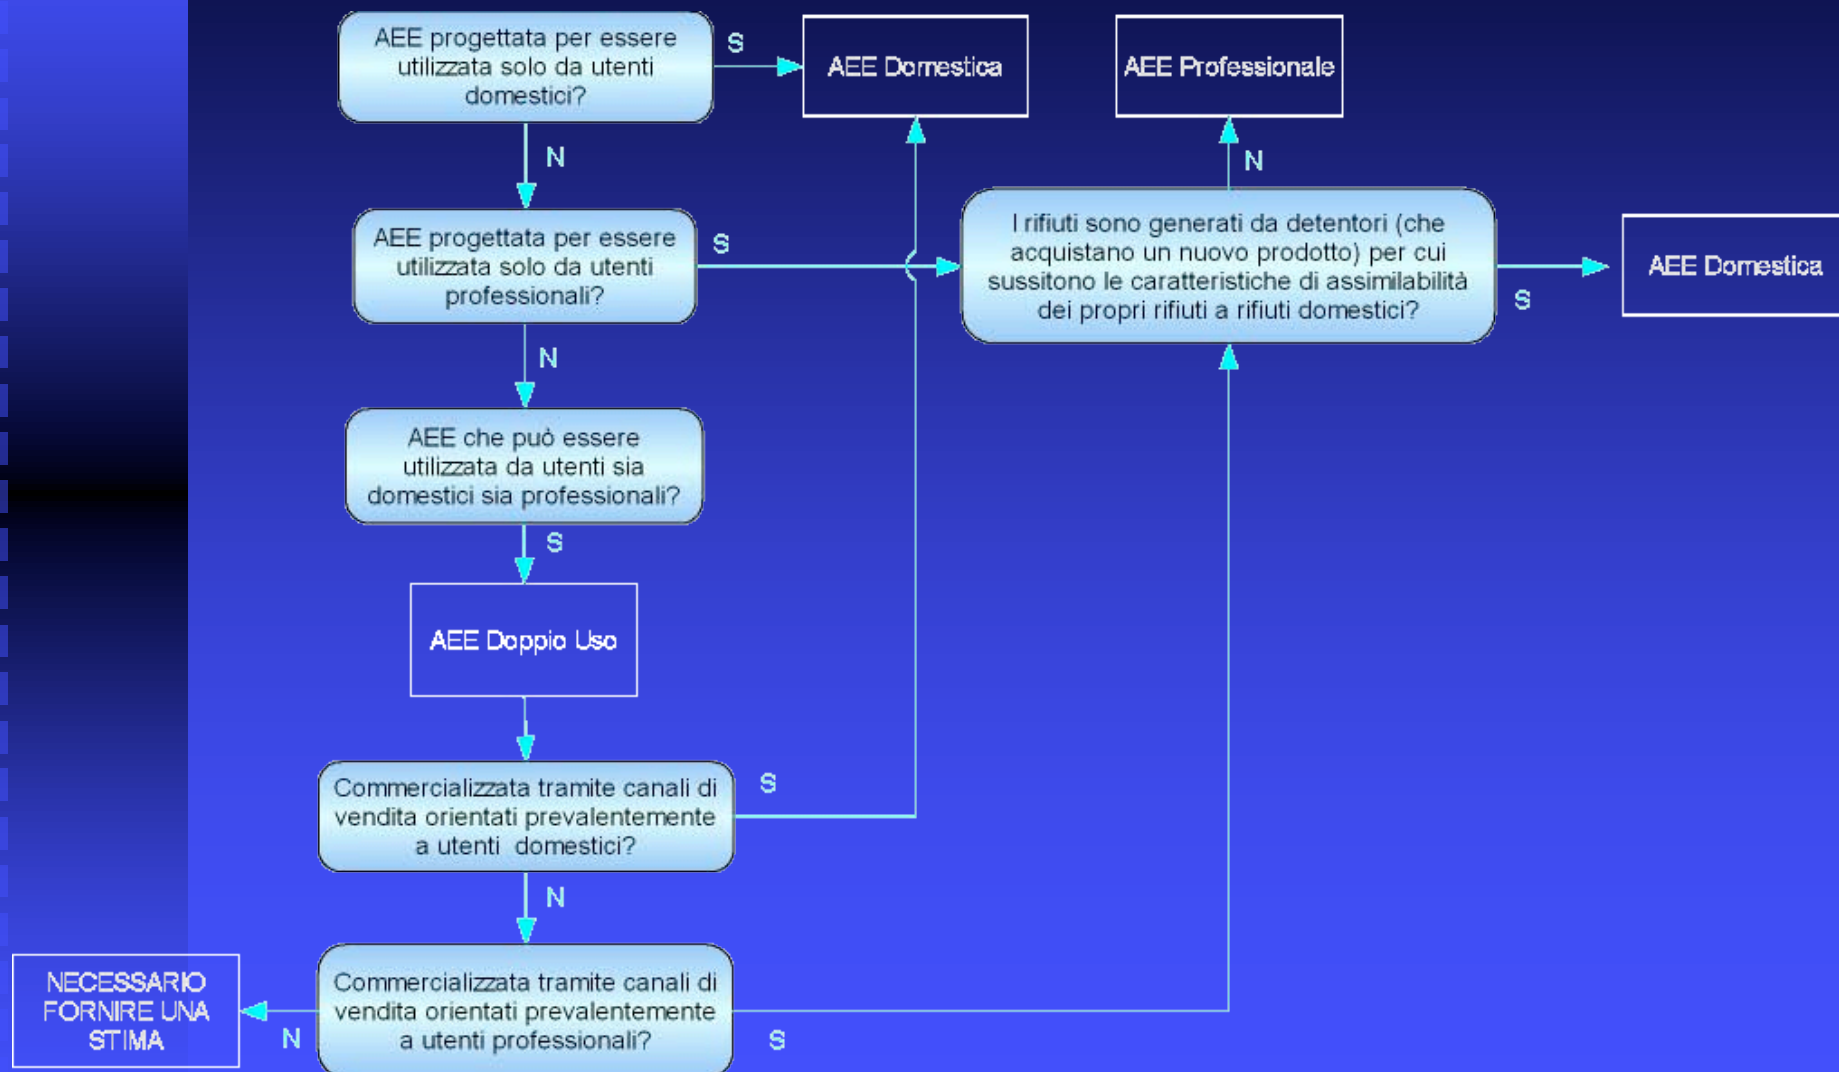 AEE progettata per essere
utilizzata solo da utenti
domestici?
S
AEE Domestica
AEE Professionale
N
N
AEE progettata per essere
utilizzata solo da utenti
professionali?
S
I rifiuti sono generati da detentori (che
acquistano un nuovo prodotto) per cui
sussitono le caratteristiche di assimilabilità
dei propri rifiuti a rifiuti domestici?
S
AEE Domestica
N
AEE che può essere
utilizzata da utenti sia
domestici sia professionali?
S
AEE Doppio Uso
Commercializzata tramite canali di
vendita orientati prevalentemente
a utenti domestici?
S
N
Commercializzata tramite canali di
vendita orientati prevalentemente
a utenti professionali?
S
N
NECESSARIO
FORNIRE UNA
STIMA